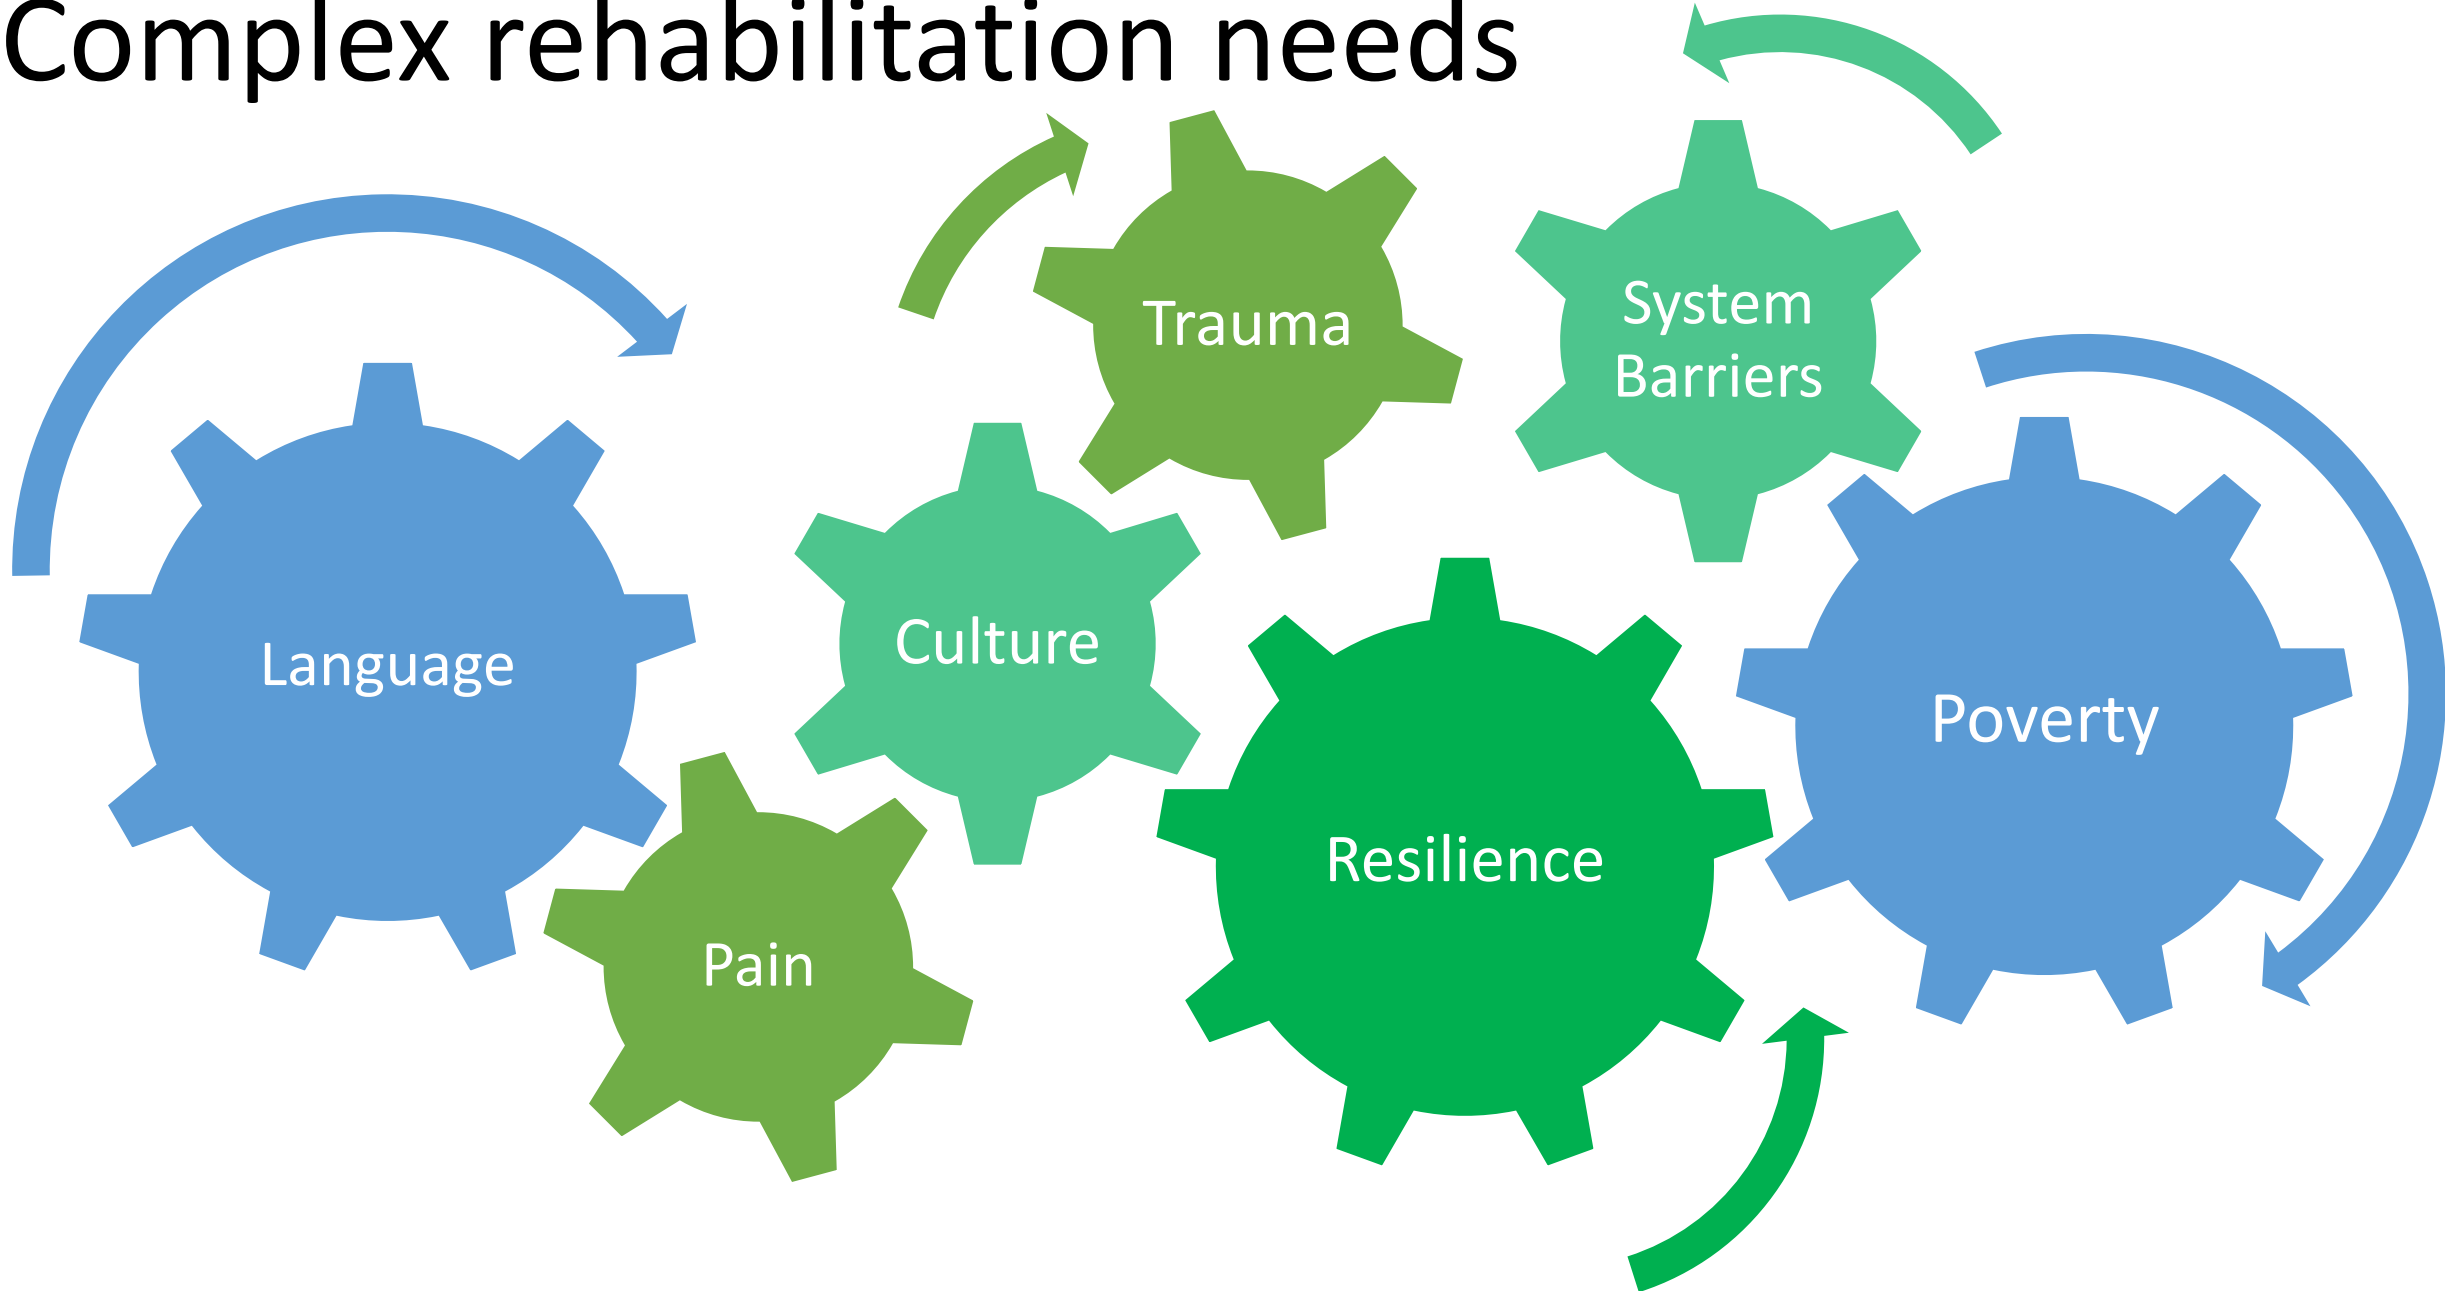 Complex rehabilitation needs
Trauma
System
Barriers
Language
Culture
Poverty
Resilience
Pain